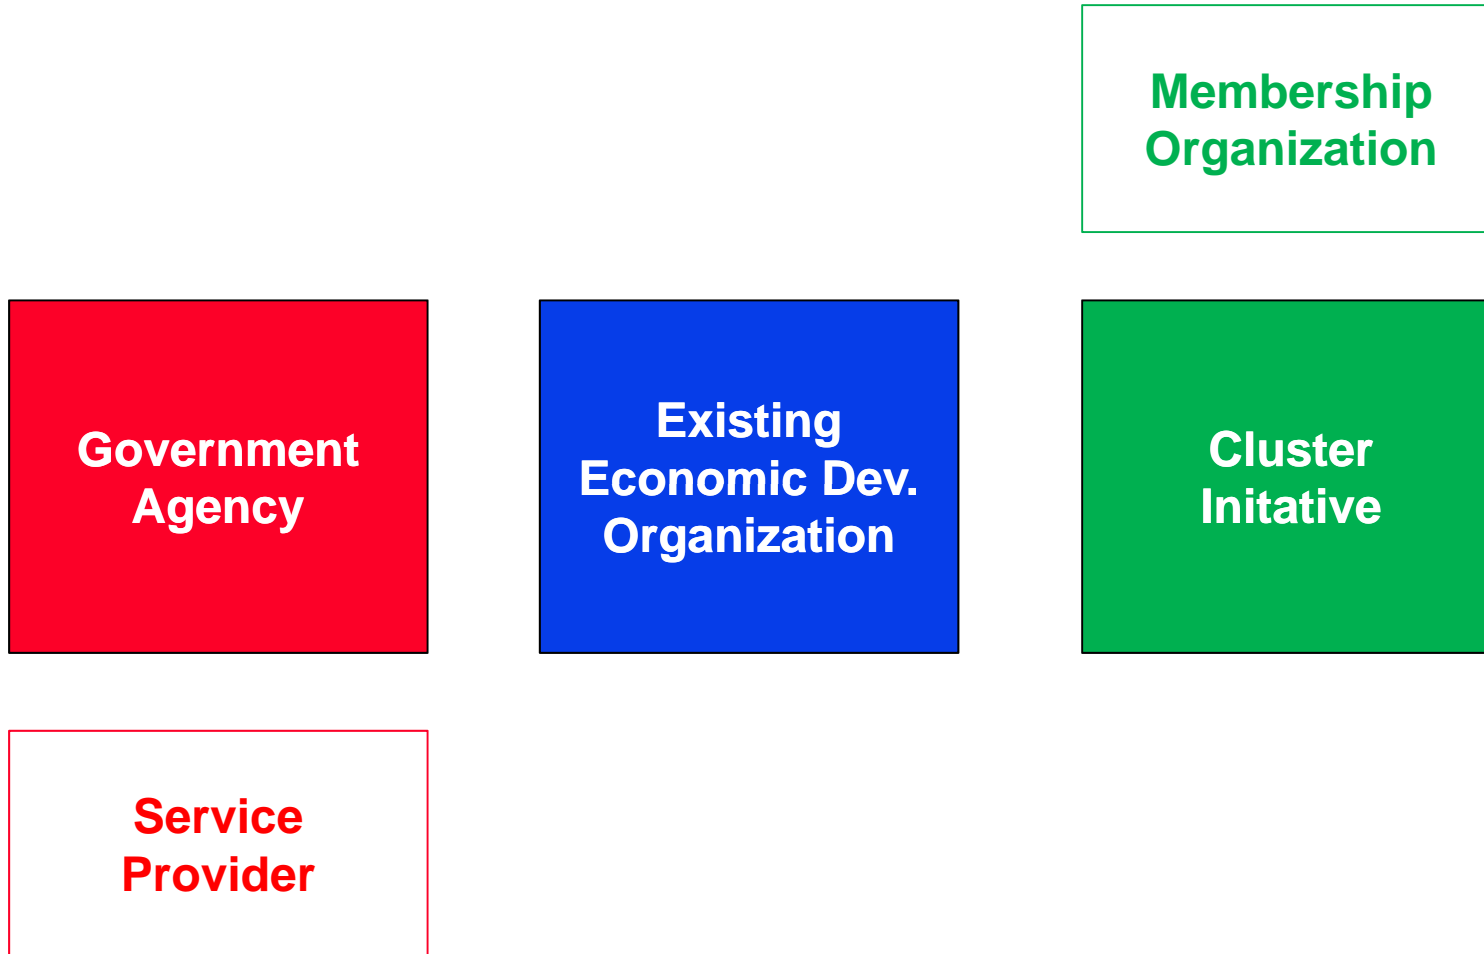 Membership
Organization
Government
Agency
Existing
Economic Dev.
Organization
Cluster
Initative
Service
Provider